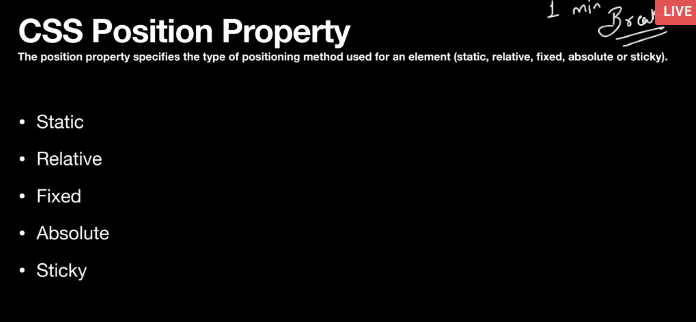 1 min
LIVE
CSS Position Property
The position property specifies the type of positioning method used for an element (static, relative, fixed, absolute or sticky).
• Static
• Relative
• Fixed
• Absolute
• Sticky